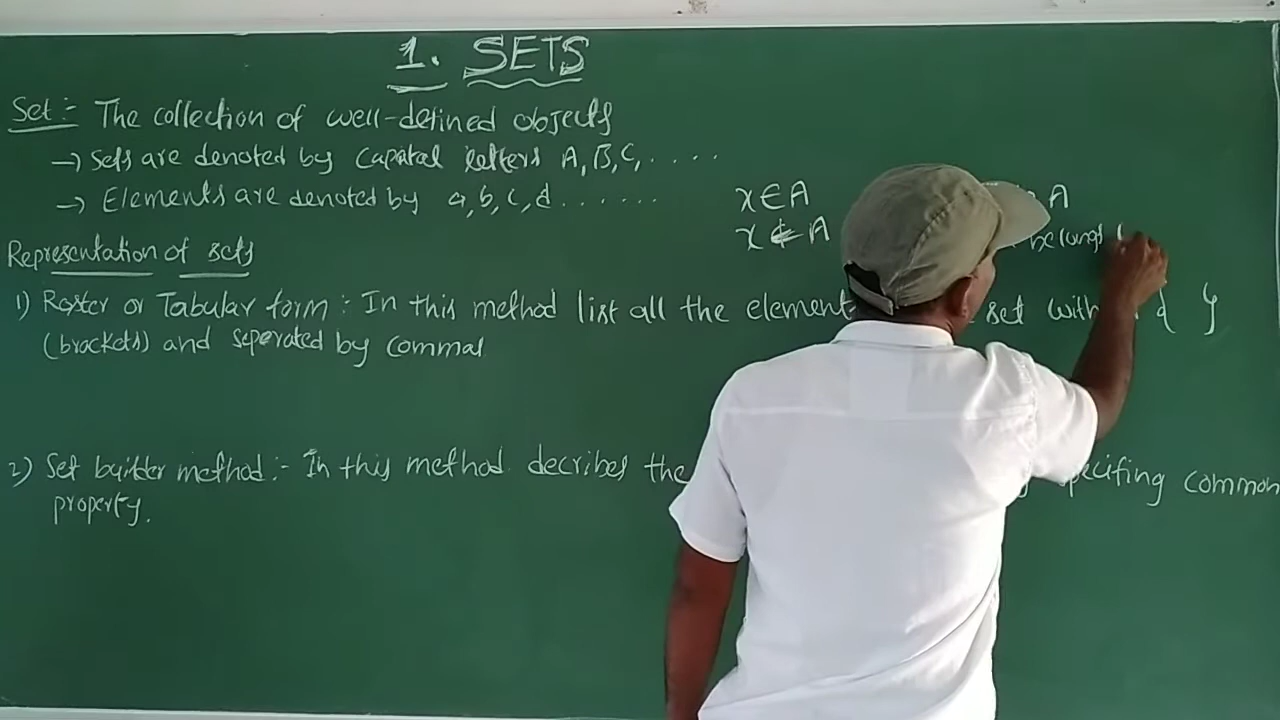 1. SETS
Set :- The collection of well-defined objects
→ Sets are denoted by Capital letters A, B, C, ....
→ Elements are denoted by a, b, c, d ......
x ∈ A A
x ∉ A belongs
Representation of sets
1) Roster or Tabular form : In this method list all the element set with { }
(brackets) and seperated by commas
2) Set builder method :- In this method decribes the specifing common
property.